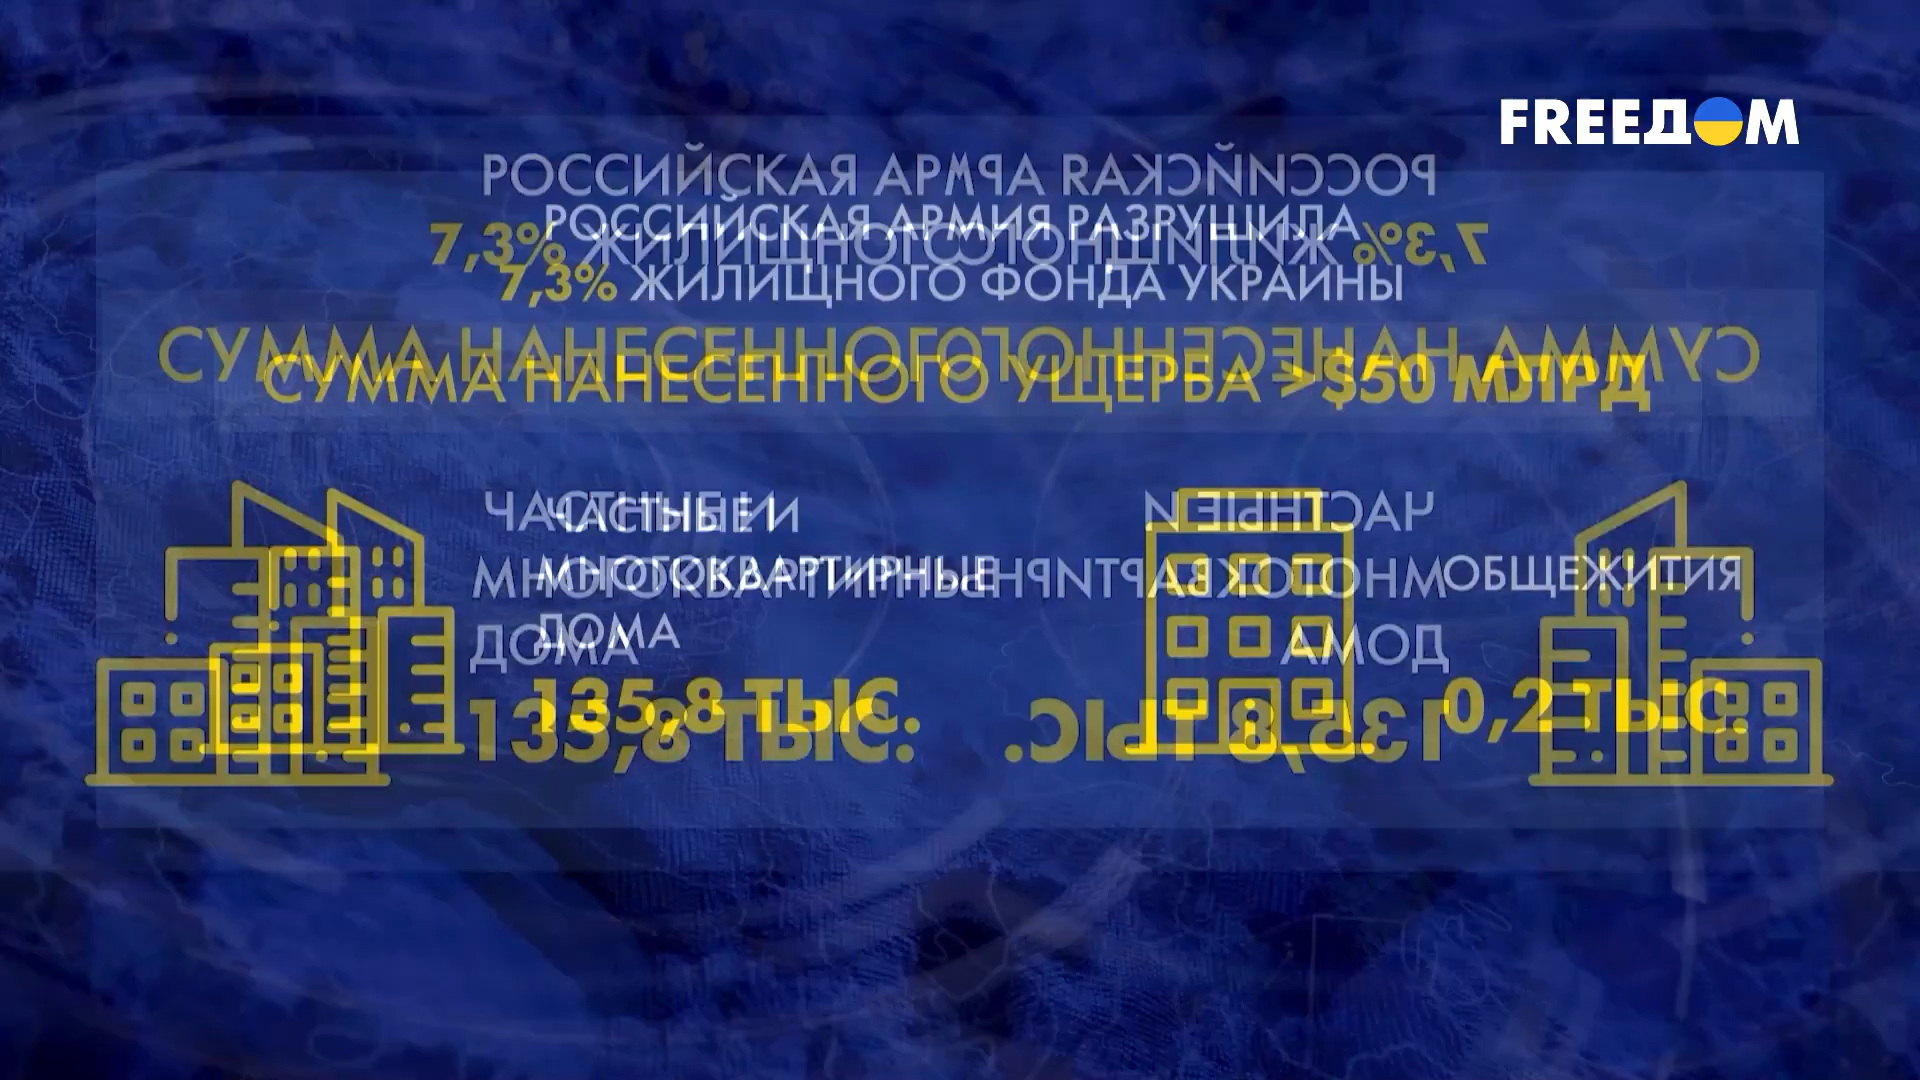 FREEДOM
РОССИЙСКАЯ АРМИЯ РАЗРУШИЛА
7,3% ЖИЛИЩНОГО ФОНДА УКРАИНЫ
СУММА НАНЕСЕННОГО УЩЕРБА >$50 МЛРД
ЧАСТНЫЕ И
МНОГОКВАРТИРНЫЕ
ДОМА
135,8 ТЫС.
ОБЩЕЖИТИЯ
0,2 ТЫС.